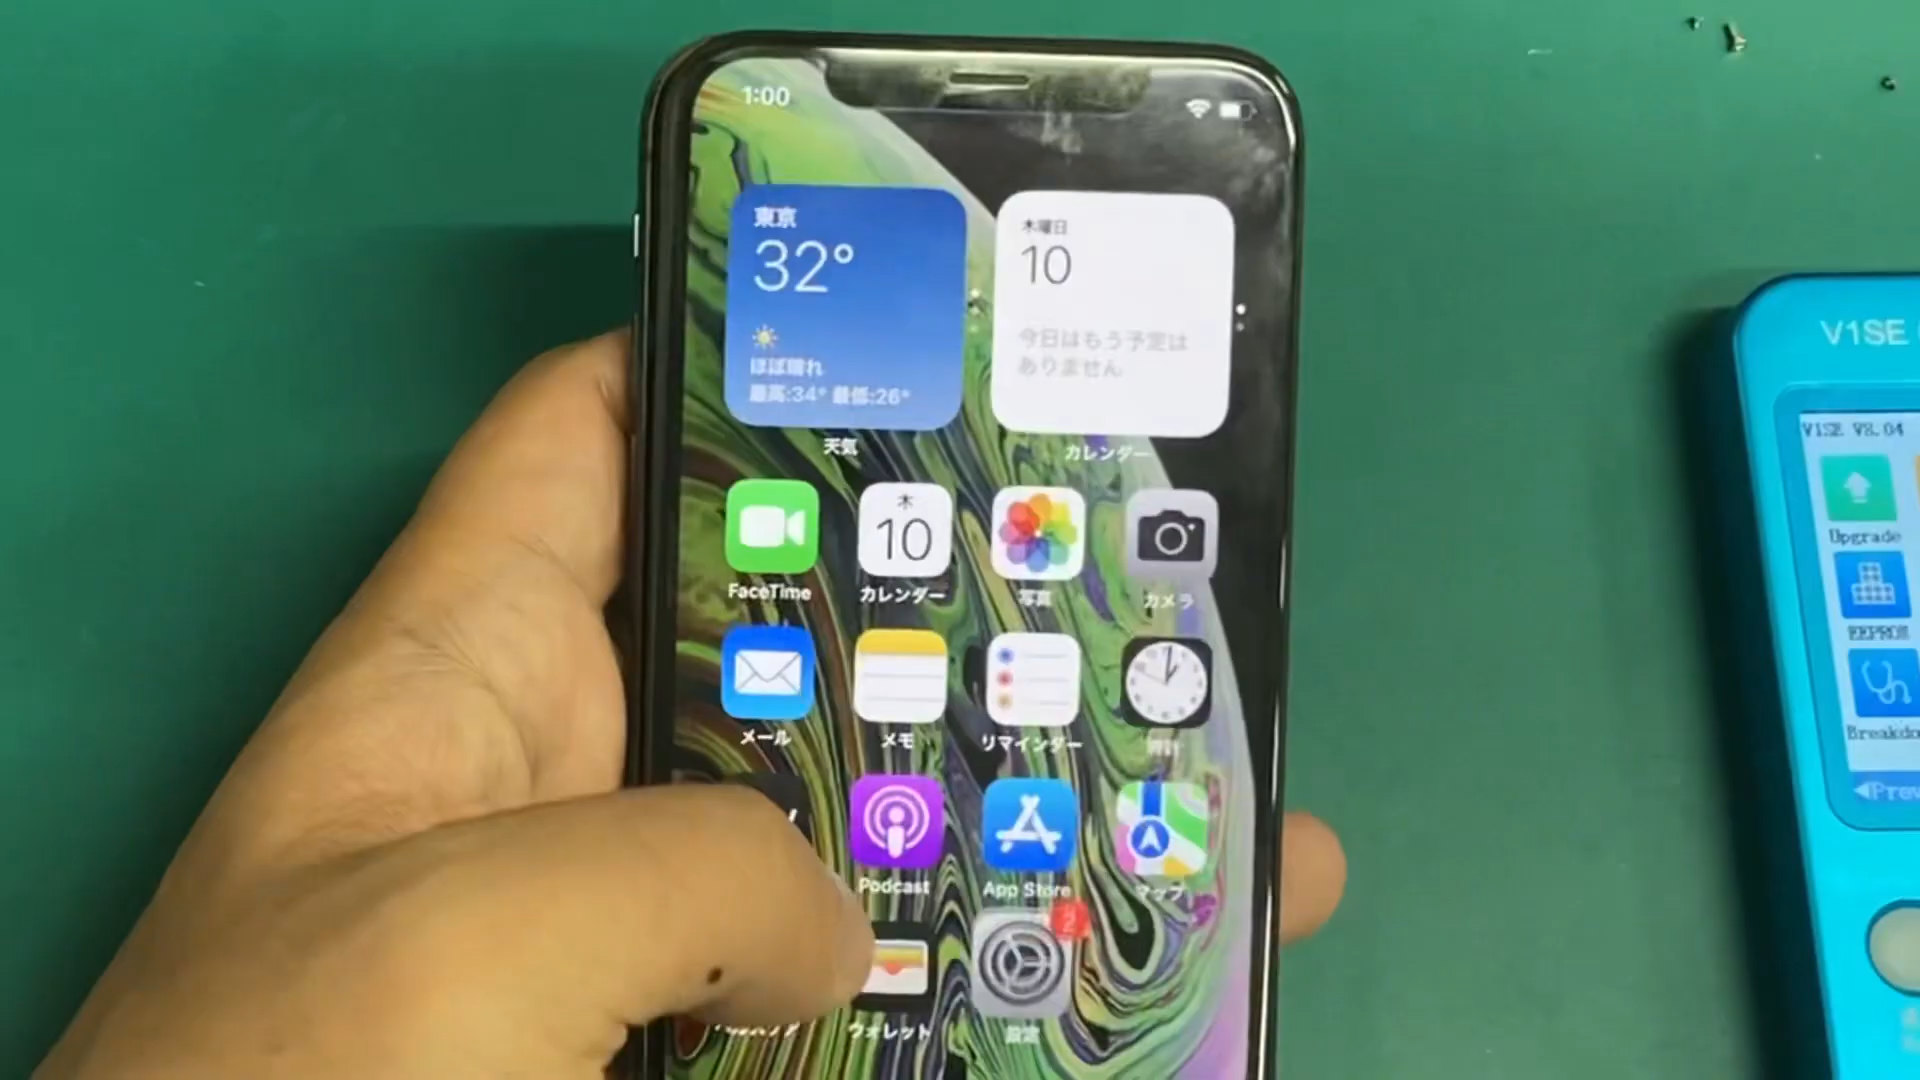 1:00
東京
32°
ほぼ晴れ
最高:34° 最低:26°
天気
木曜日
10
今日はもう予定は
ありません
カレンダー
FaceTime
木
10
カレンダー
写真
カメラ
メール
メモ
リマインダー
時計
Podcast
App Store
マップ
ウォレット
2
設定
V1SE
V1SE V8.04
Upgrade
EEPROM